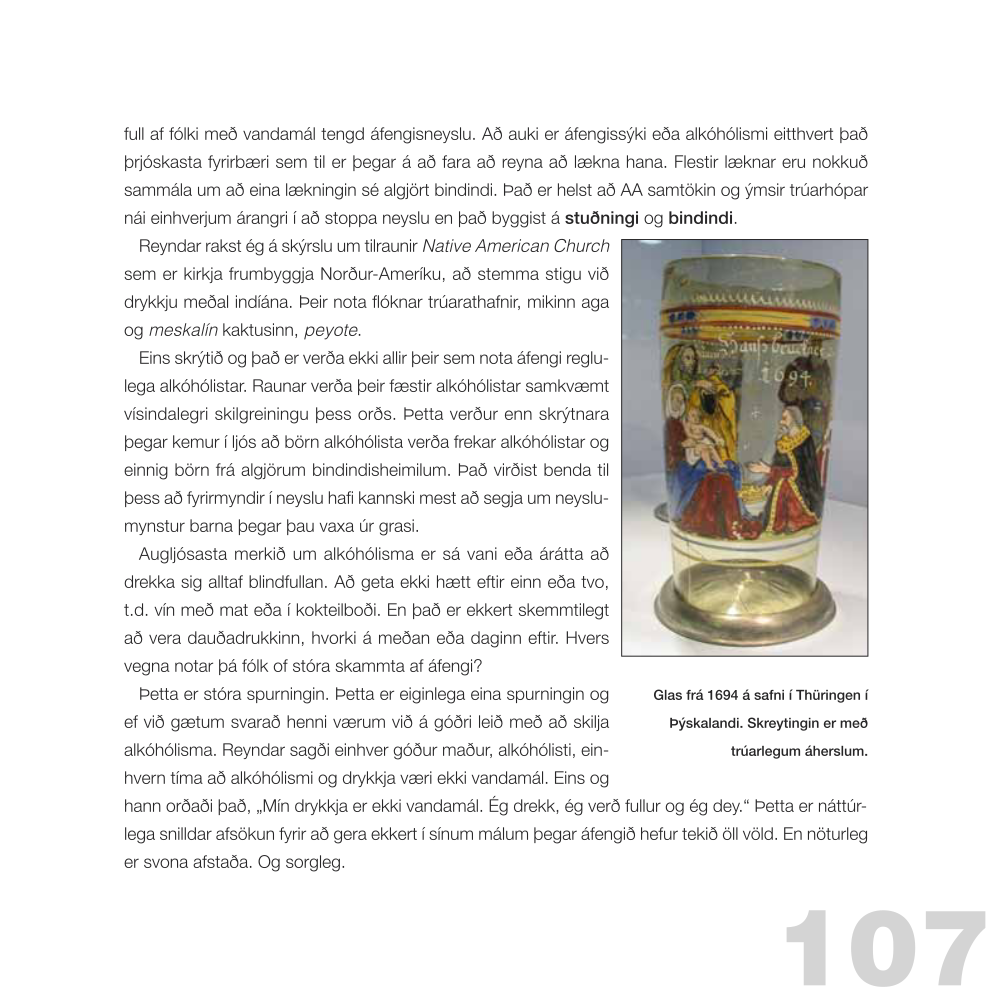 full af fólki með vandamál tengd áfengisneyslu. Að auki er áfengissýki eða alkóhólismi eitthvert það
þrjóskasta fyrirbæri sem til er þegar á að fara að reyna að lækna hana. Flestir læknar eru nokkuð
sammála um að eina lækningin sé algjört bindindi. Það er helst að AA samtökin og ýmsir trúarhópar
nái einhverjum árangri í að stoppa neyslu en það byggist á stuðningi og bindindi.
Reyndar rakst ég á skýrslu um tilraunir Native American Church
sem er kirkja frumbyggja Norður-Ameríku, að stemma stigu við
drykkju meðal indíána. Þeir nota flóknar trúarathafnir, mikinn aga
og meskalín kaktusinn, peyote.
Eins skrýtið og það er verða ekki allir þeir sem nota áfengi reglu-
lega alkóhólistar. Raunar verða þeir fæstir alkóhólistar samkvæmt
vísindalegri skilgreiningu þess orðs. Þetta verður enn skrýtnara
þegar kemur í ljós að börn alkóhólista verða frekar alkóhólistar og
einnig börn frá algjörum bindindisheimilum. Það virðist benda til
þess að fyrirmyndir í neyslu hafi kannski mest að segja um neyslu-
mynstur barna þegar þau vaxa úr grasi.
Augljósasta merkið um alkóhólisma er sá vani eða árátta að
drekka sig alltaf blindfullan. Að geta ekki hætt eftir einn eða tvo,
t.d. vín með mat eða í kokteilboði. En það er ekkert skemmtilegt
að vera dauðadrukkinn, hvorki á meðan eða daginn eftir. Hvers
vegna notar þá fólk of stóra skammta af áfengi?
Þetta er stóra spurningin. Þetta er eiginlega eina spurningin og
ef við gætum svarað henni værum við á góðri leið með að skilja
alkóhólisma. Reyndar sagði einhver góður maður, alkóhólisti, ein-
hvern tíma að alkóhólismi og drykkja væri ekki vandamál. Eins og
hann orðaði það, „Mín drykkja er ekki vandamál. Ég drekk, ég verð fullur og ég dey.“ Þetta er náttúr-
lega snilldar afsökun fyrir að gera ekkert í sínum málum þegar áfengið hefur tekið öll völd. En nöturleg
er svona afstaða. Og sorgleg.
1694.
Glas frá 1694 á safni í Thüringen í
Þýskalandi. Skreytingin er með
trúarlegum áherslum.
107